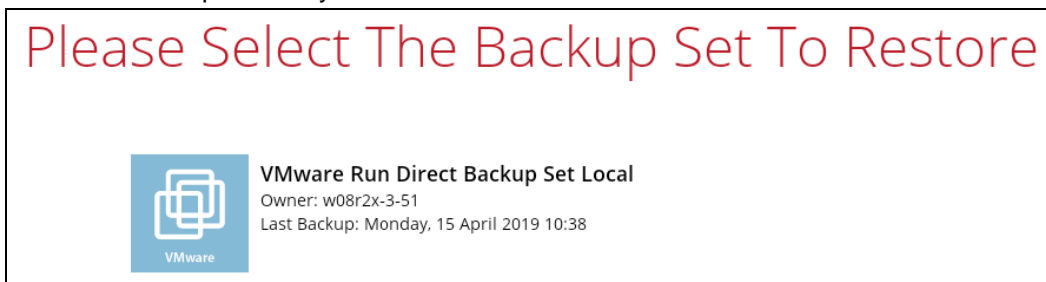 Please Select The Backup Set To Restore
VMware Run Direct Backup Set Local
Owner: w08r2x-3-51
Last Backup: Monday, 15 April 2019 10:38
VMware